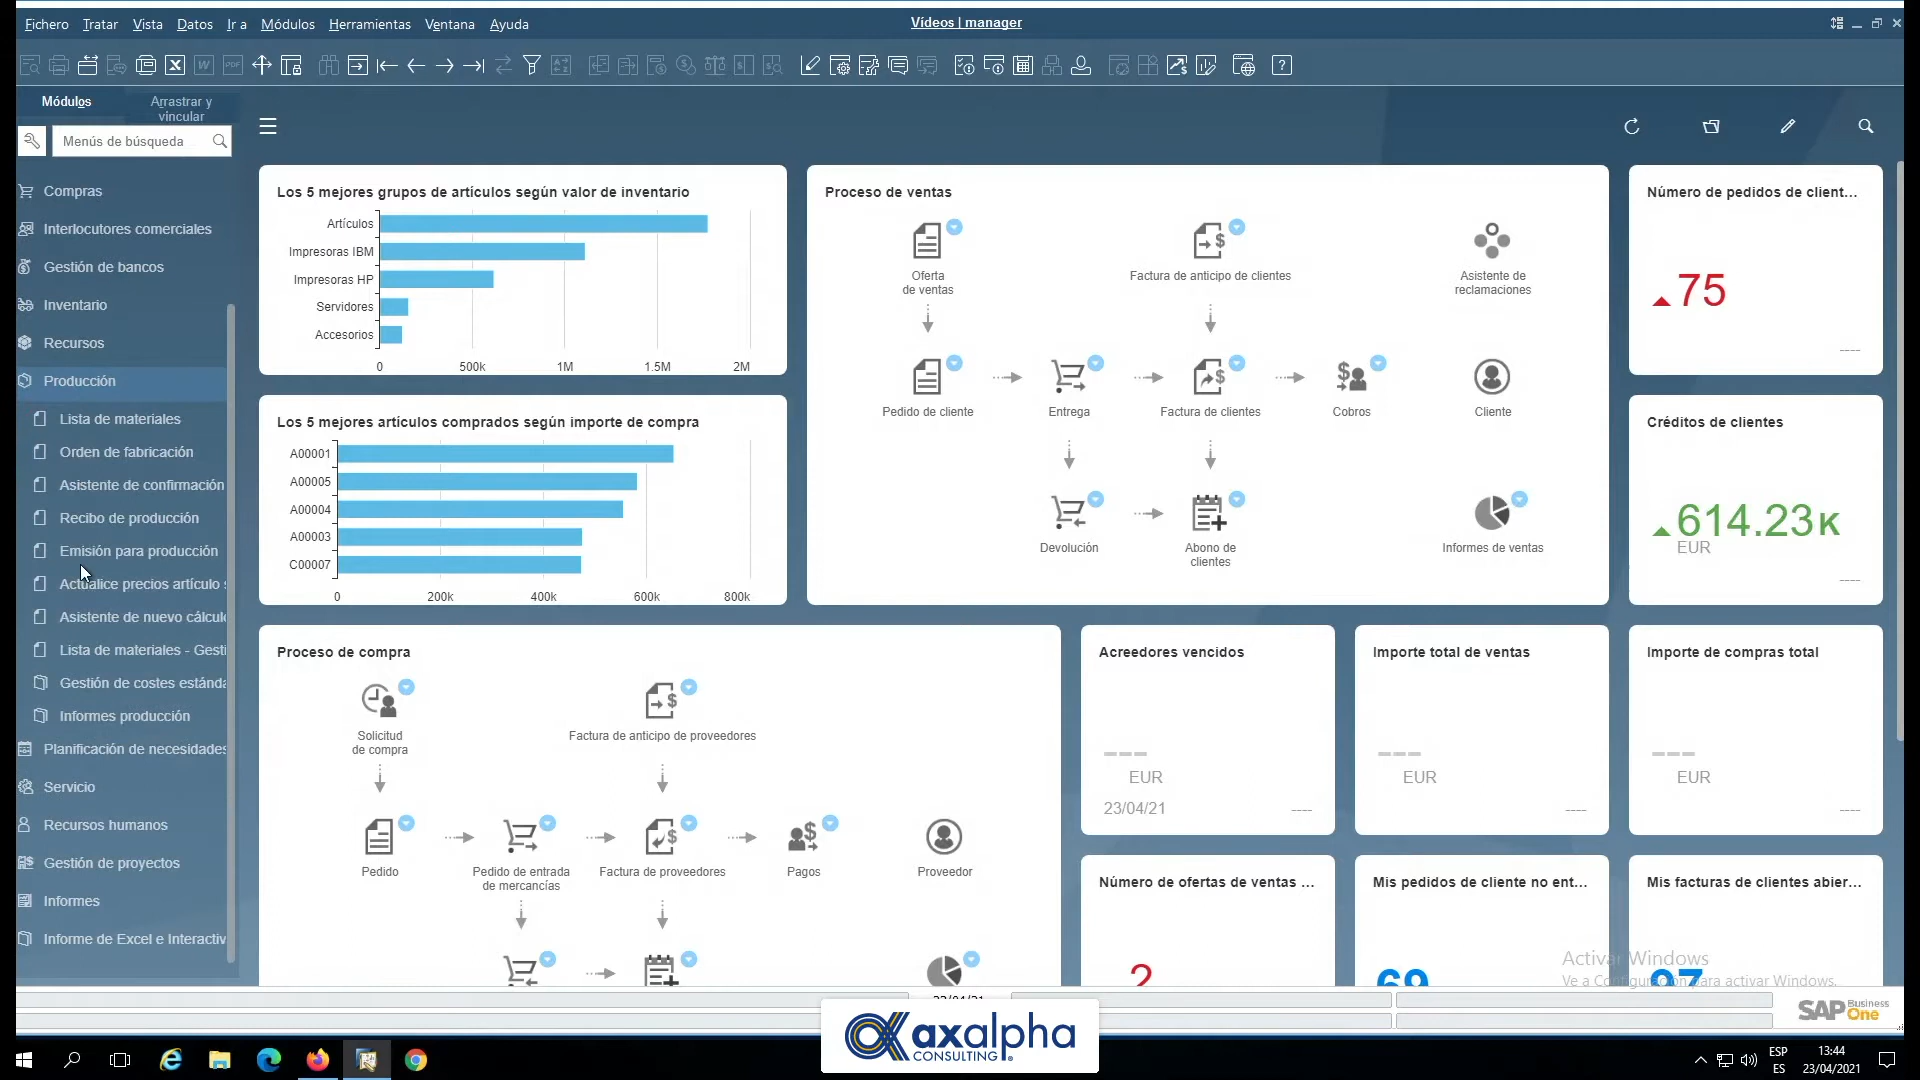 Fichero Tratar Vista Datos Ir a Módulos Herramientas Ventana Ayuda
Vídeos | manager
Módulos
Arrastrar y
vincular
Menús de búsqueda
Compras
Interlocutores comerciales
Gestión de bancos
Inventario
Recursos
Producción
Lista de materiales
Orden de fabricación
Asistente de confirmación
Recibo de producción
Emisión para producción
Actualice precios artículo
Asistente de nuevo cálculo
Lista de materiales - Gesti
Gestión de costes estánda
Informes producción
Planificación de necesidades
Servicio
Recursos humanos
Gestión de proyectos
Informes
Informe de Excel e Interactiv
Los 5 mejores grupos de artículos según valor de inventario
Artículos
Impresoras IBM
Impresoras HP
Servidores
Accesorios
0 500k 1M 1.5M 2M
Los 5 mejores artículos comprados según importe de compra
A00001
A00005
A00004
A00003
C00007
0 200k 400k 600k 800k
Proceso de ventas
Oferta
de ventas
Factura de anticipo de clientes
Asistente de
reclamaciones
Pedido de cliente
Entrega
Factura de clientes
Cobros
Cliente
Devolución
Abono de
clientes
Informes de ventas
Número de pedidos de client...
75
----
Créditos de clientes
614.23K
EUR
----
Proceso de compra
Solicitud
de compra
Factura de anticipo de proveedores
Pedido
Pedido de entrada
de mercancías
Factura de proveedores
Pagos
Proveedor
Acreedores vencidos
---
EUR
23/04/21 ----
Importe total de ventas
---
EUR
----
Importe de compras total
---
EUR
----
Número de ofertas de ventas ...
2
Mis pedidos de cliente no ent...
69
Mis facturas de clientes abier...
97
Activar Windows
Ve a Configuración para activar Windows.
SAP Business
One
axalpha
CONSULTING®
ESP
ES
13:44
23/04/2021